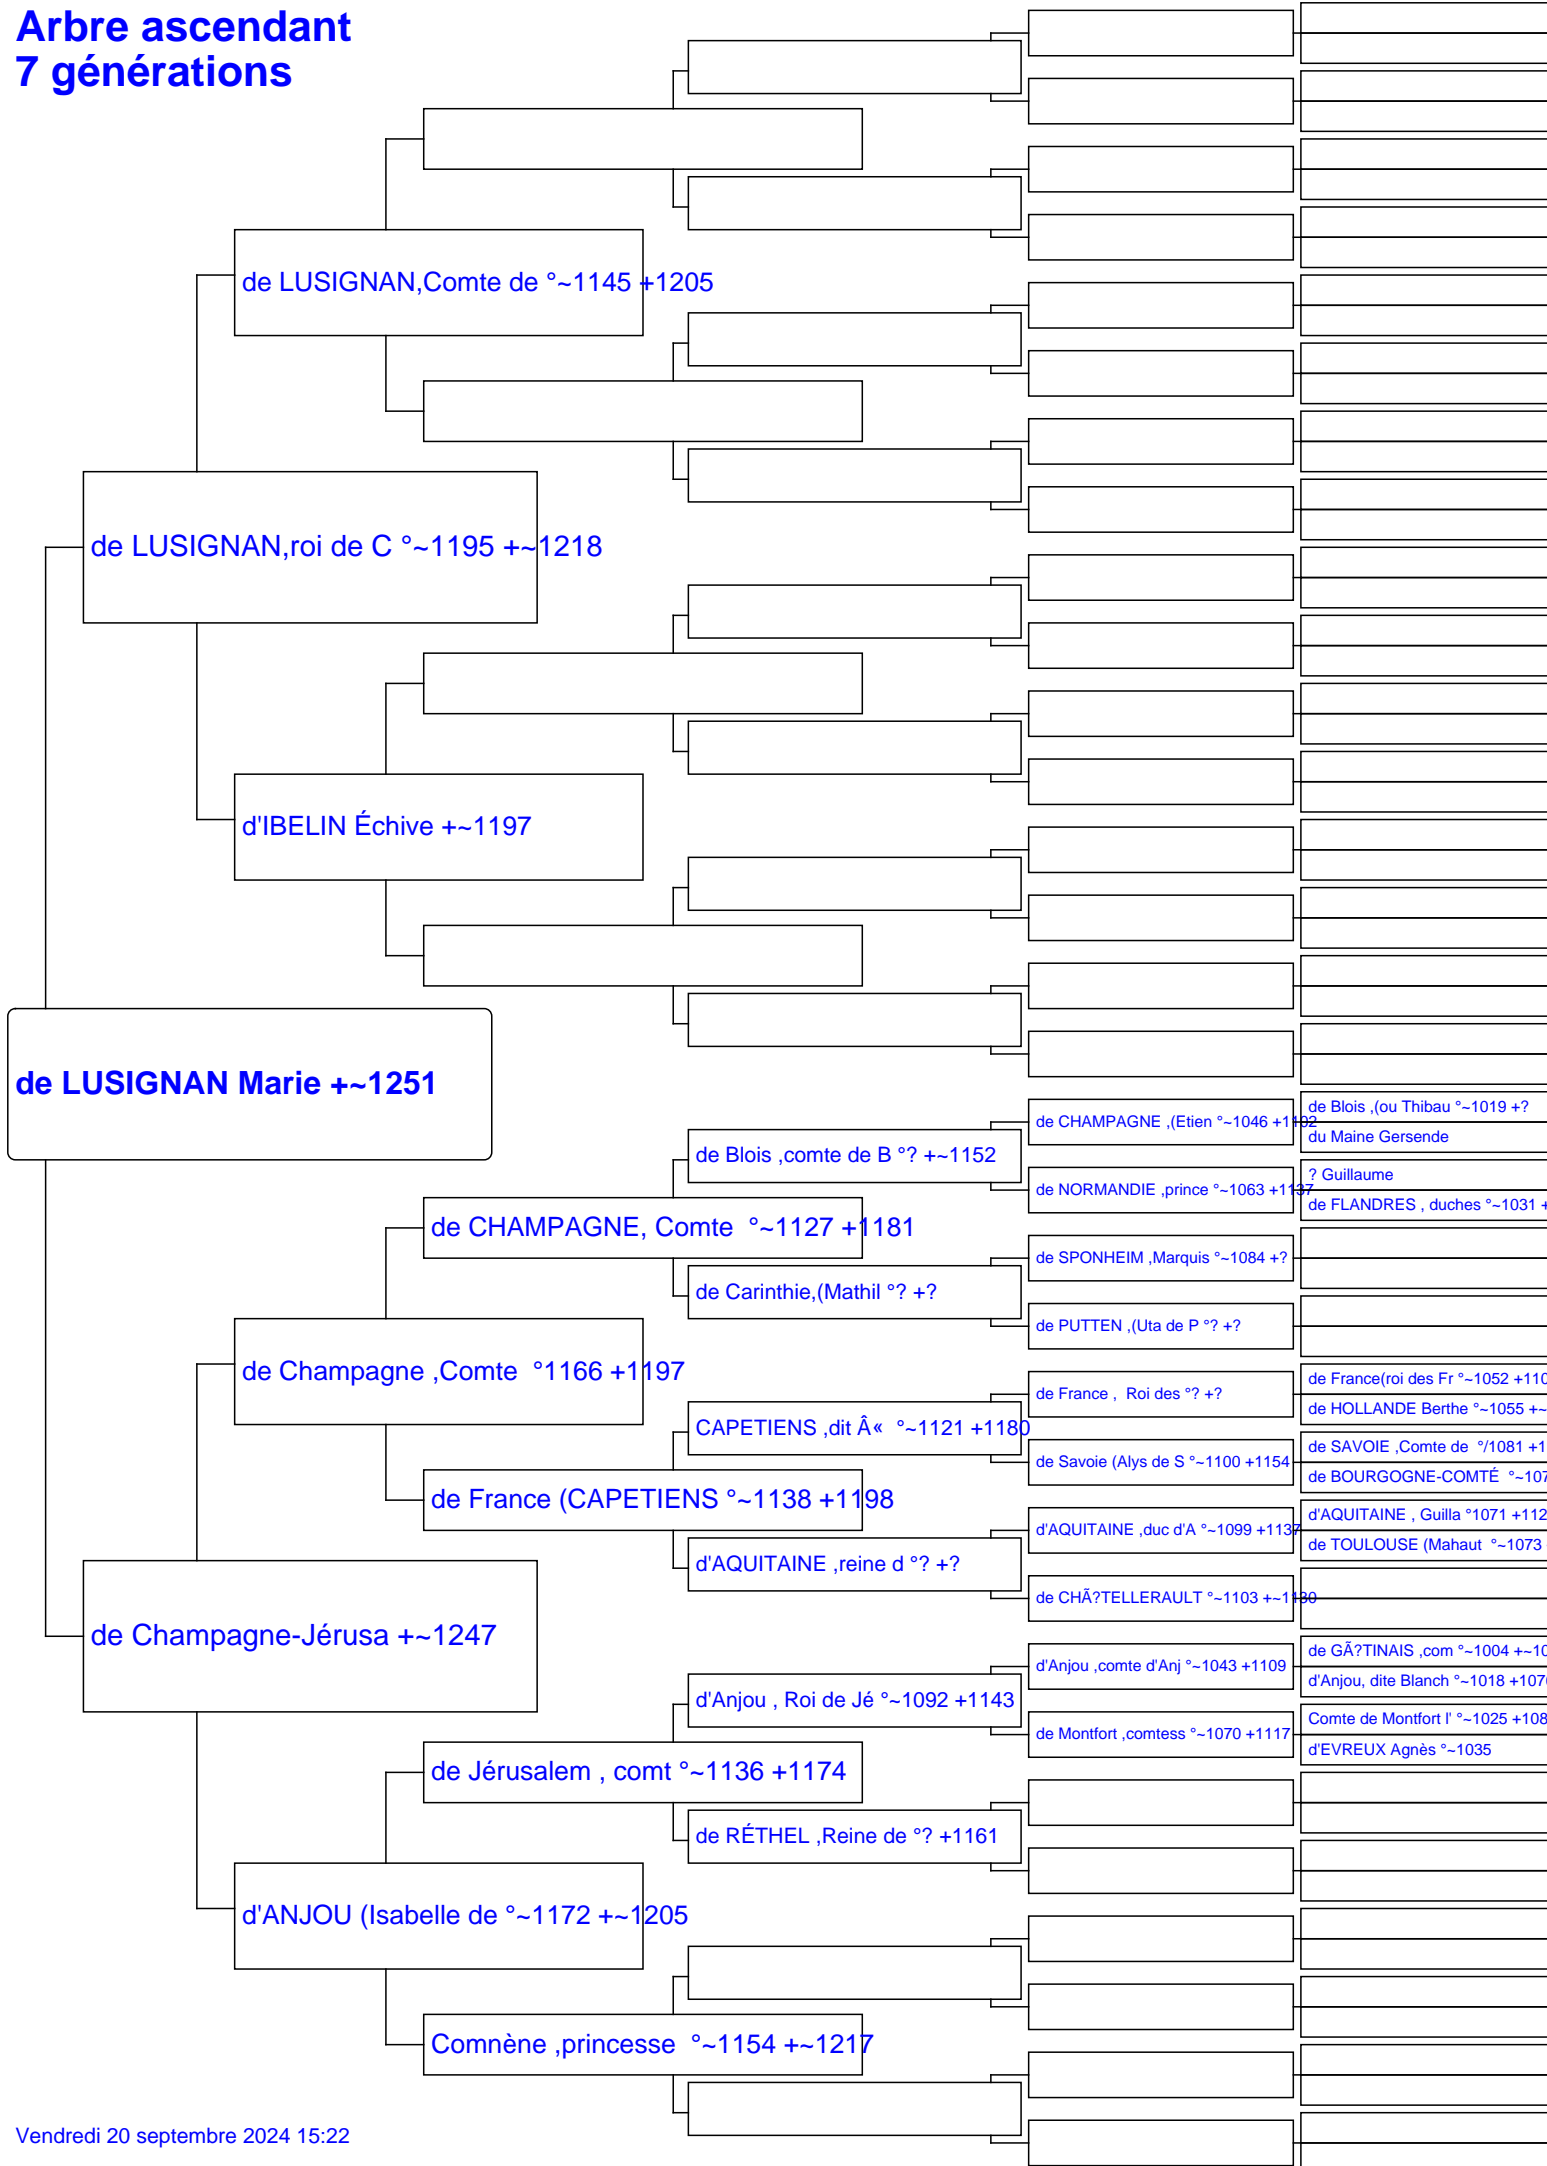 Arbre ascendant
7 générations
de LUSIGNAN,Comte de °~1145 +1205
de LUSIGNAN,roi de C °~1195 +~1218
d'IBELIN Échive +~1197
de LUSIGNAN Marie +~1251
de Blois ,(ou Thibau °~1019 +?
de CHAMPAGNE ,(Etien °~1046 +1102
du Maine Gersende
de Blois ,comte de B °? +~1152
? Guillaume
de NORMANDIE ,prince °~1063 +1137
de FLANDRES , duches °~1031 +
de CHAMPAGNE, Comte °~1127 +1181
de SPONHEIM ,Marquis °~1084 +?
de Carinthie,(Mathil °? +?
de PUTTEN ,(Uta de P °? +?
de Champagne ,Comte °1166 +1197
de France(roi des Fr °~1052 +110
de France , Roi des °? +?
de HOLLANDE Berthe °~1055 +~
CAPETIENS ,dit Â« °~1121 +1180
de SAVOIE ,Comte de °/1081 +1
de Savoie (Alys de S °~1100 +1154
de BOURGOGNE-COMTÉ °~107
de France (CAPETIENS °~1138 +1198
d'AQUITAINE , Guilla °1071 +112
d'AQUITAINE ,duc d'A °~1099 +1137
de TOULOUSE (Mahaut °~1073
d'AQUITAINE ,reine d °? +?
de CHÃ?TELLERAULT °~1103 +~1130
de Champagne-Jérusa +~1247
de GÃ?TINAIS ,com °~1004 +~10
d'Anjou ,comte d'Anj °~1043 +1109
d'Anjou, dite Blanch °~1018 +107
d'Anjou , Roi de Jé °~1092 +1143
Comte de Montfort l' °~1025 +108
de Montfort ,comtess °~1070 +1117
d'EVREUX Agnès °~1035
de Jérusalem , comt °~1136 +1174
de RÉTHEL ,Reine de °? +1161
d'ANJOU (Isabelle de °~1172 +~1205
Comnène ,princesse °~1154 +~1217
Vendredi 20 septembre 2024 15:22